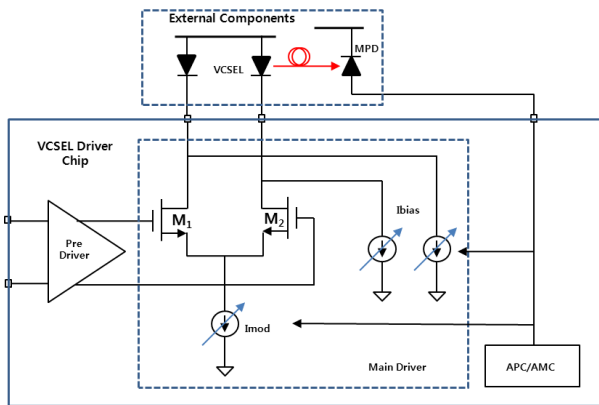 External Components
MPD
VCSEL
VCSEL Driver
Chip
M1
M2
Ibias
Pre
Driver
Imod
Main Driver
APC/AMC